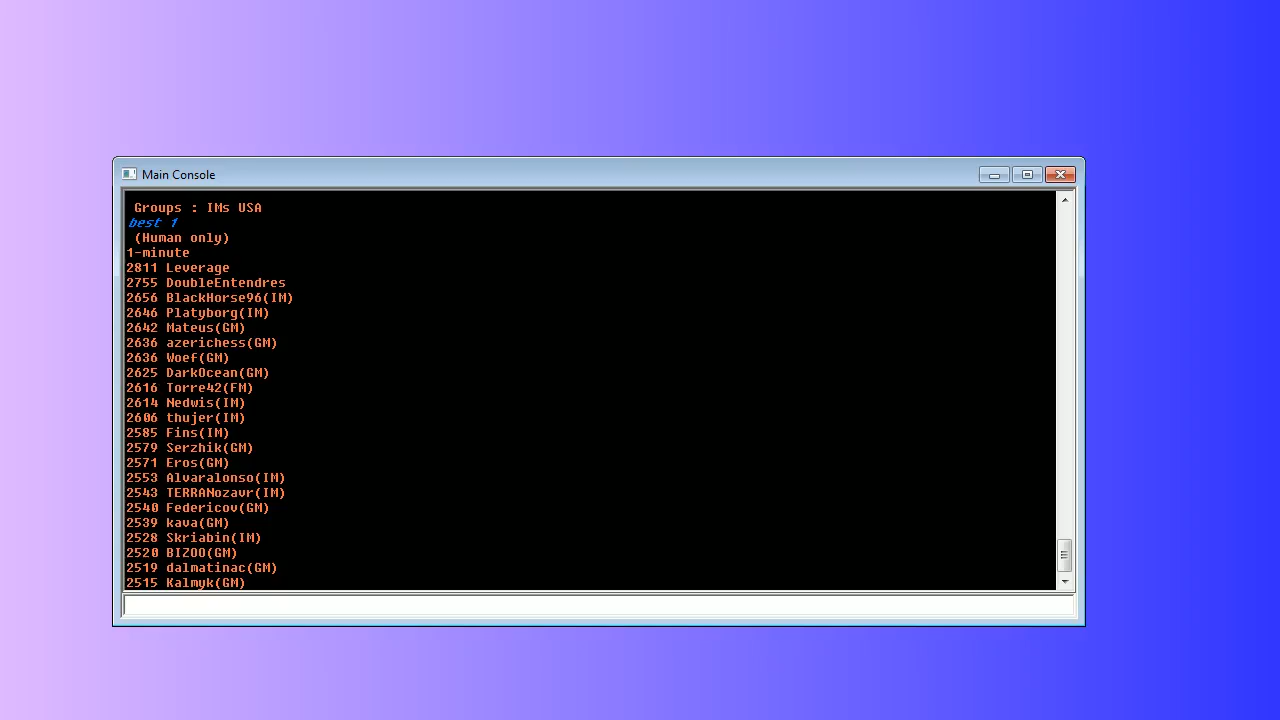 Main Console
Groups : IMs USA
best 1
(Human only)
1-minute
2811 Leverage
2755 DoubleEntendres
2656 BlackHorse96(IM)
2646 Platyborg(IM)
2642 Mateus(GM)
2636 azerichess(GM)
2636 Woef(GM)
2625 DarkOcean(GM)
2616 Torre42(FM)
2614 Nedwis(IM)
2606 thujer(IM)
2585 Fins(IM)
2579 Serzhik(GM)
2571 Eros(GM)
2553 Alvaralonso(IM)
2543 TERRANozavr(IM)
2540 Federicov(GM)
2539 kava(GM)
2528 Skriabin(IM)
2520 BIZOO(GM)
2519 dalmatinac(GM)
2515 Kalmyk(GM)